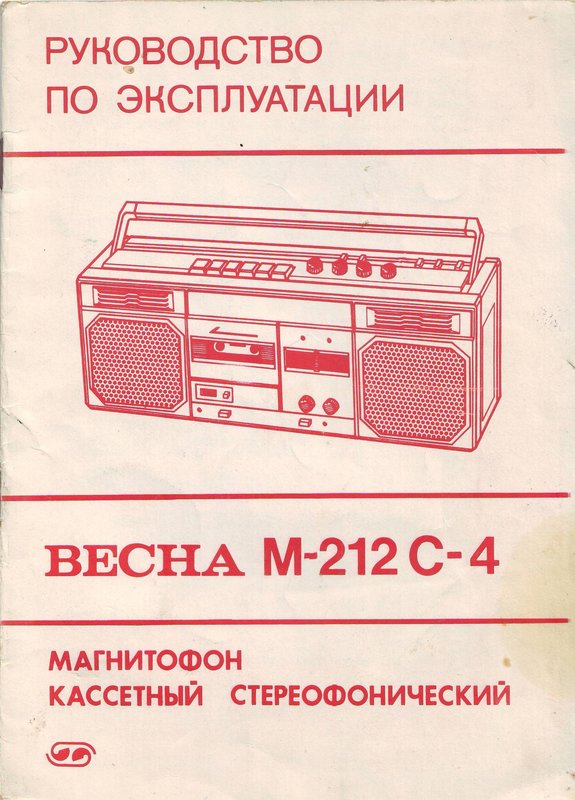 РУКОВОДСТВО
ПО ЭКСПЛУАТАЦИИ
ВЕСНА М-212 С-4
МАГНИТОФОН
КАССЕТНЫЙ СТЕРЕОФОНИЧЕСКИЙ